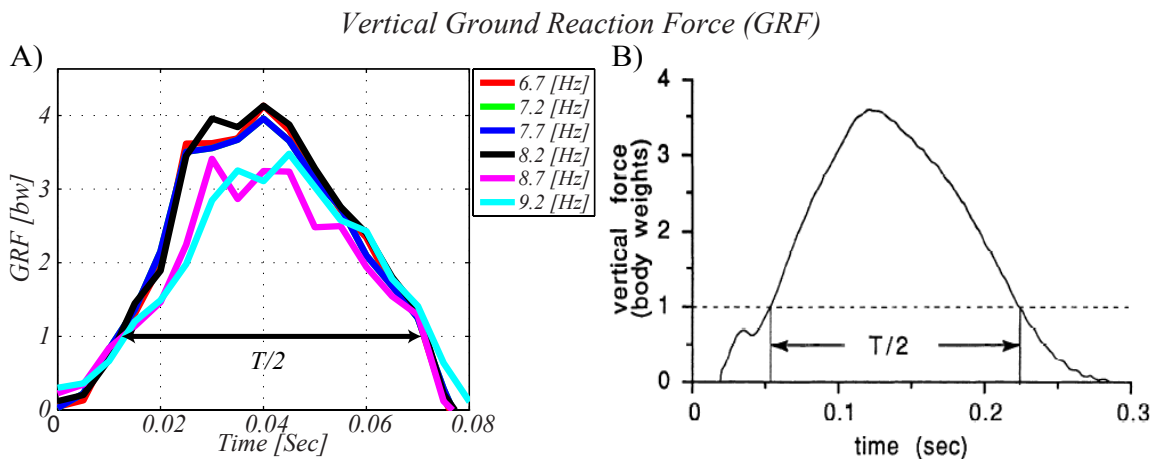 Vertical Ground Reaction Force (GRF)
A)
GRF [bw]
4
3
2
1
0
0
0.02
0.04
0.06
0.08
Time [Sec]
T/2
6.7 [Hz]
7.2 [Hz]
7.7 [Hz]
8.2 [Hz]
8.7 [Hz]
9.2 [Hz]
B)
vertical force
(body weights)
4
3
2
1
0
T/2
0
0.1
0.2
0.3
time (sec)